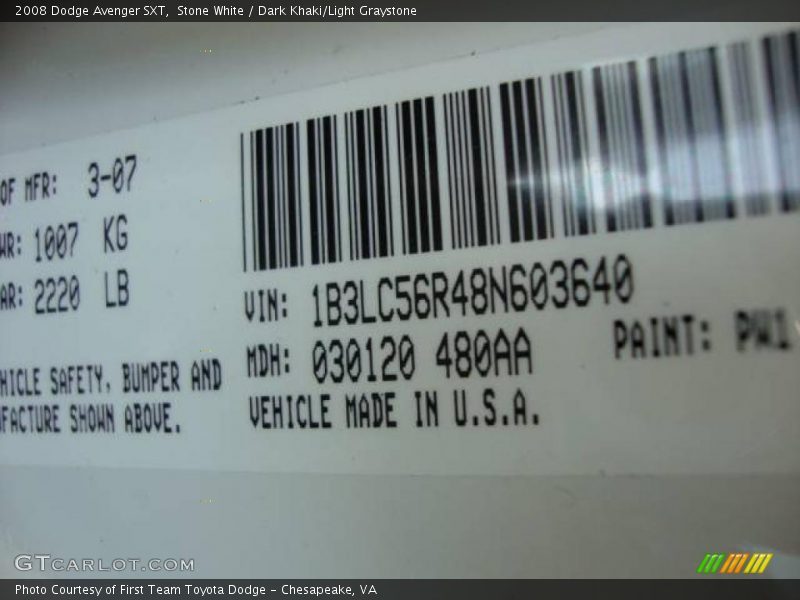 2008 Dodge Avenger SXT,  Stone White / Dark Khaki/Light Graystone
OF MFR: 3-07
WR: 1007 KG
AR: 2220 LB
VIN: 1B3LC56R48N603640
MDH: 030120 480AA
PAINT: PW1
HICLE SAFETY, BUMPER AND
FACTURE SHOWN ABOVE.
VEHICLE MADE IN U.S.A.
GTCARLOT.COM
Photo Courtesy of First Team Toyota Dodge - Chesapeake, VA